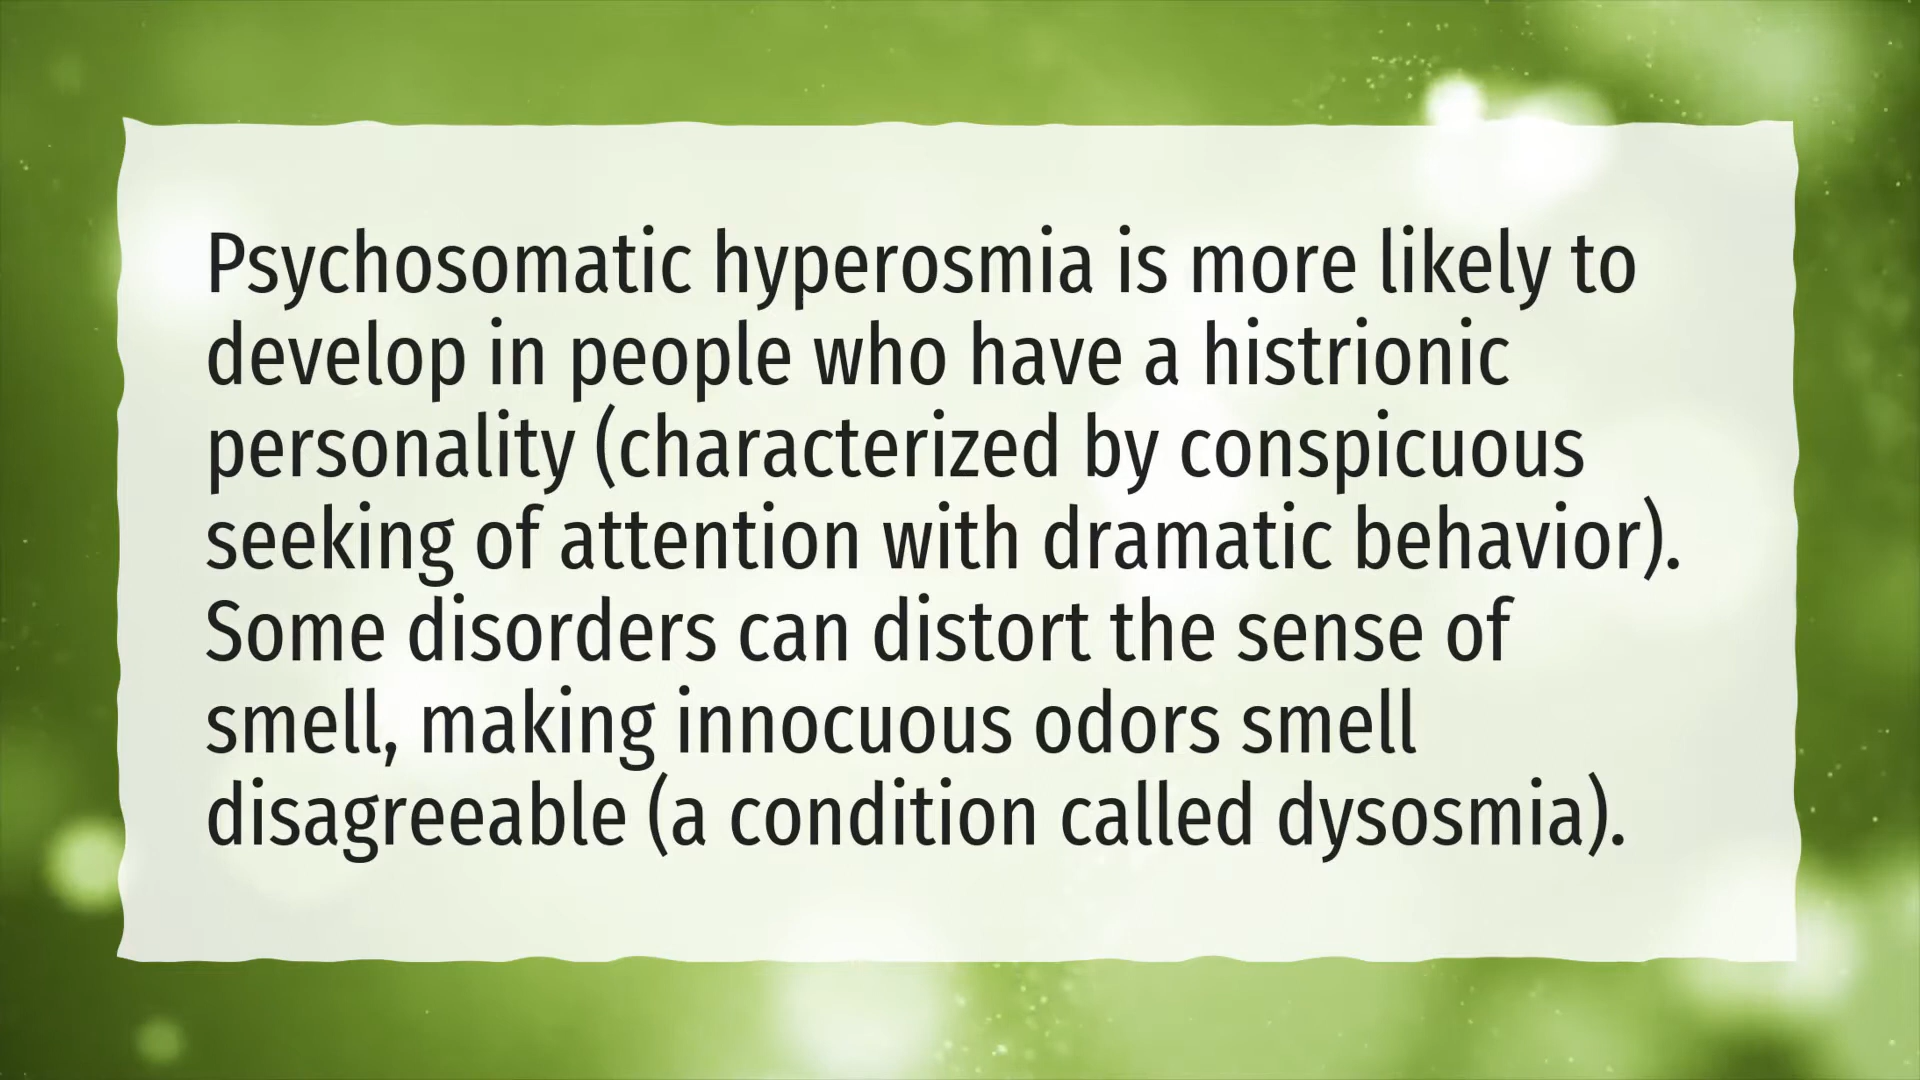 Psychosomatic hyperosmia is more likely to
develop in people who have a histrionic
personality (characterized by conspicuous
seeking of attention with dramatic behavior).
Some disorders can distort the sense of
smell, making innocuous odors smell
disagreeable (a condition called dysosmia).